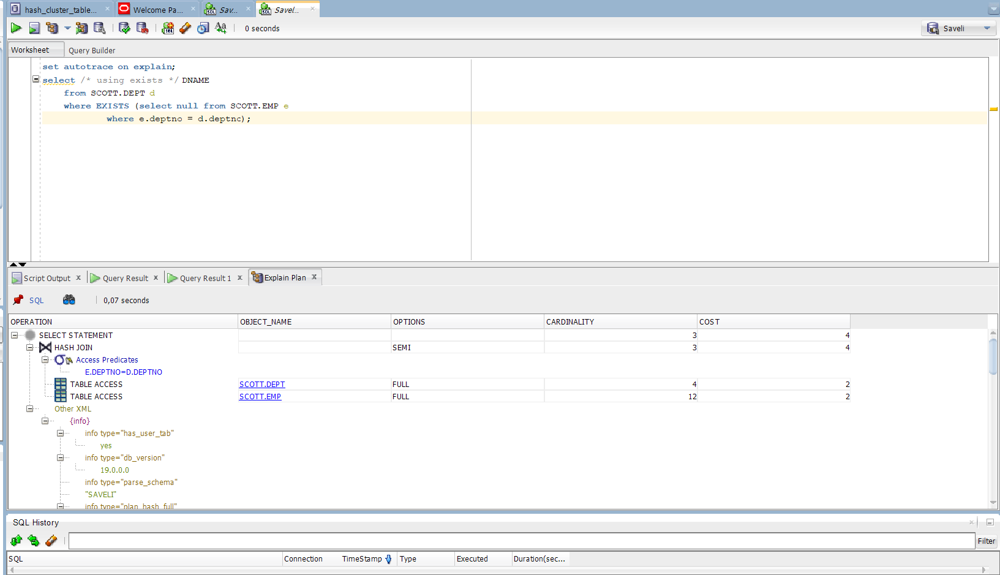 hash_cluster_table...
Welcome Pa...
Sav...
Savel...
0 seconds
Saveli
Worksheet
Query Builder
set autotrace on explain;
select /* using exists */ DNAME
from SCOTT.DEPT d
where EXISTS (select null from SCOTT.EMP e
where e.deptno = d.deptnc);
Script Output
Query Result
Query Result 1
Explain Plan
SQL
0,07 seconds
OPERATION OBJECT_NAME OPTIONS CARDINALITY COST
SELECT STATEMENT 3 4
HASH JOIN SEMI 3 4
Access Predicates
E.DEPTNO=D.DEPTNO
TABLE ACCESS SCOTT.DEPT FULL 4 2
TABLE ACCESS SCOTT.EMP FULL 12 2
Other XML
{info}
info type="has_user_tab"
yes
info type="db_version"
19.0.0.0
info type="parse_schema"
"SAVELI"
info type="plan_hash_full"
SQL History
Filter
SQL Connection TimeStamp Type Executed Duration(sec...